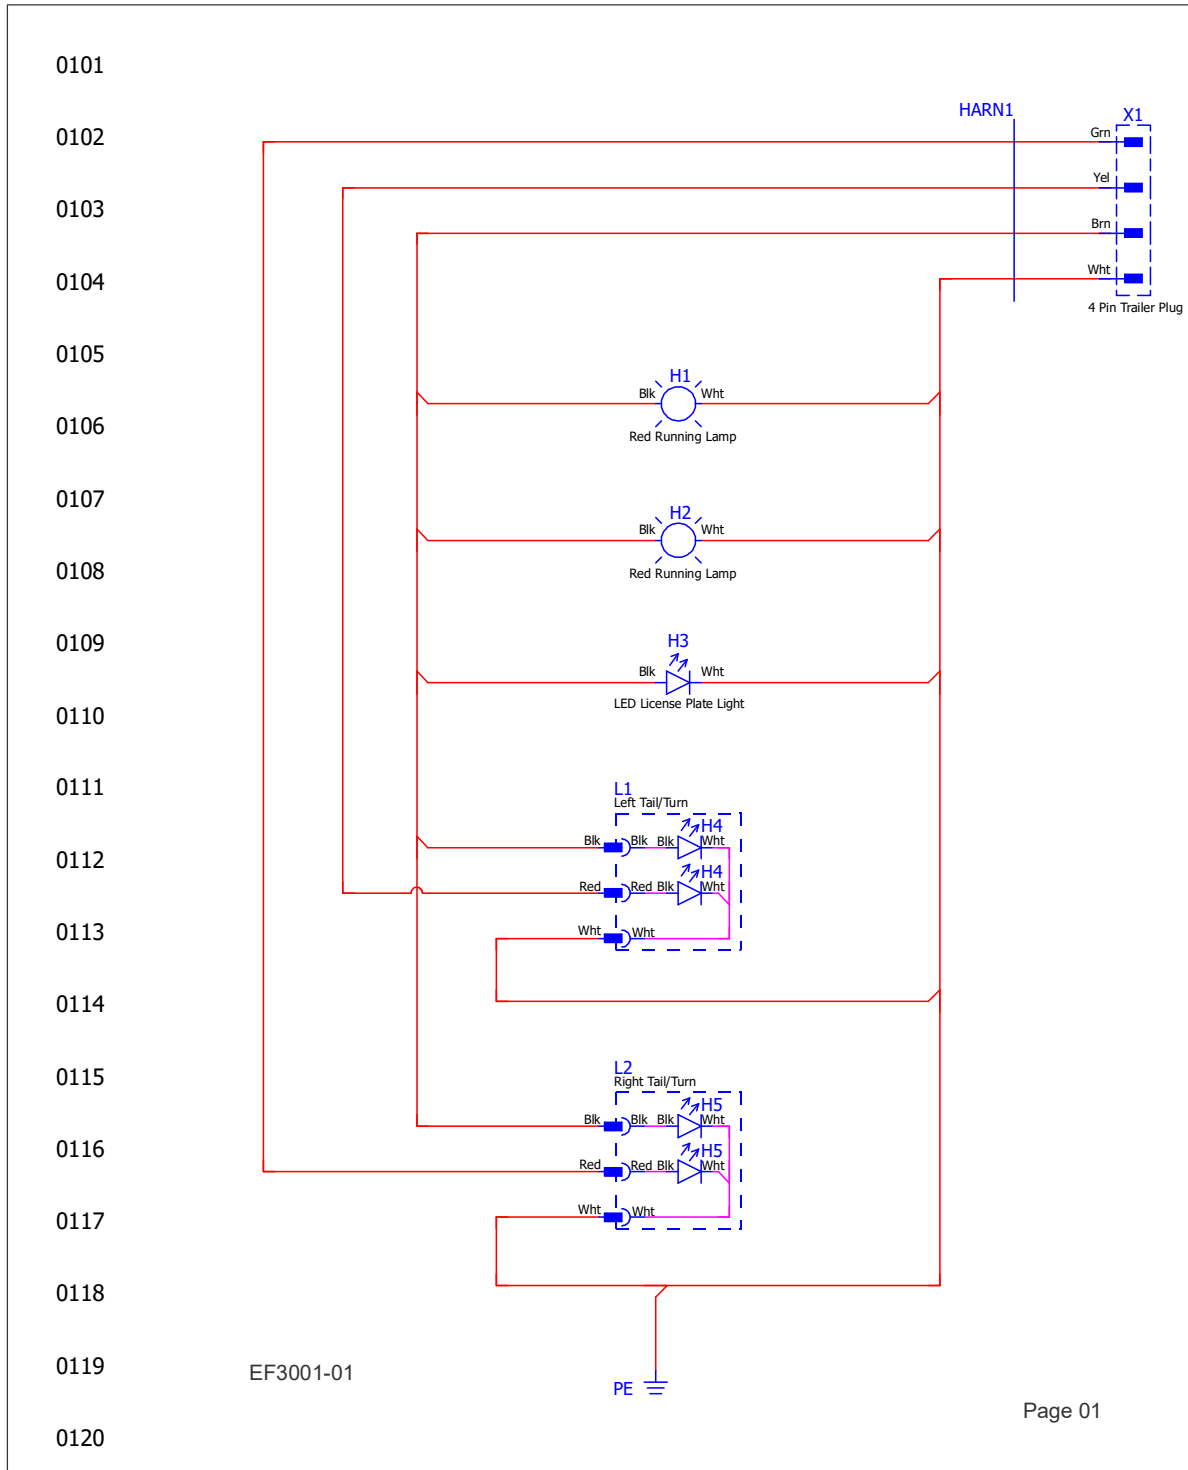 0101
HARN1
X1
0102
Grn
Yel
0103
Brn
0104
Wht
4 Pin Trailer Plug
0105
H1
Blk Wht
0106
Red Running Lamp
0107
H2
Blk Wht
0108
Red Running Lamp
0109
H3
Blk Wht
LED License Plate Light
0110
0111
L1
Left Tail/Turn
H4
Blk Blk Blk Wht
0112
H4
Red Red Blk Wht
0113
Wht Wht
0114
0115
L2
Right Tail/Turn
H5
Blk Blk Blk Wht
0116
H5
Red Red Blk Wht
0117
Wht Wht
0118
0119
EF3001-01
PE
Page 01
0120